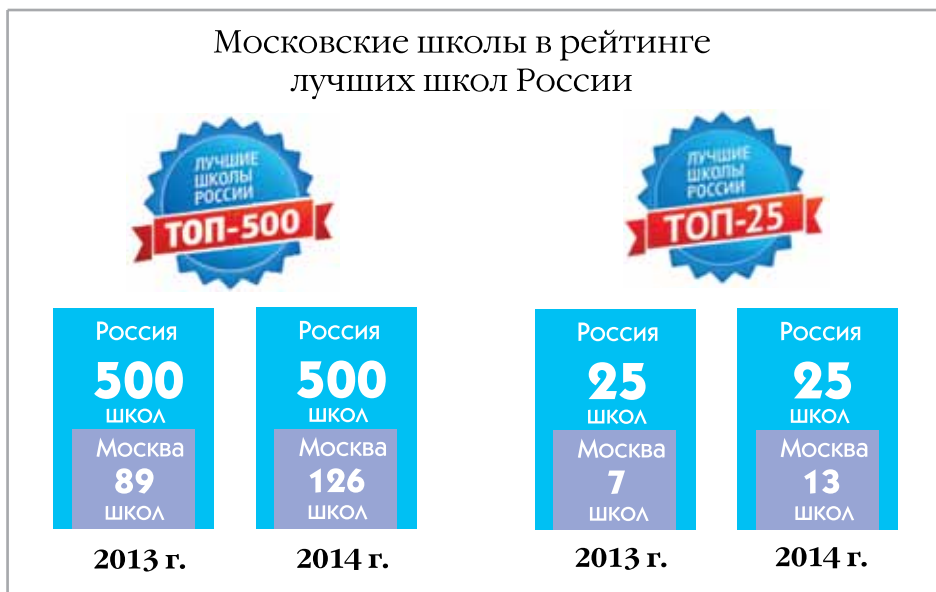 Московские школы в рейтинге
лучших школ России
ЛУЧШИЕ
ШКОЛЫ
РОССИИ
ТОП-500
ЛУЧШИЕ
ШКОЛЫ
РОССИИ
ТОП-25
Россия
500
школ
Москва
89
школ
2013 г.
Россия
500
школ
Москва
126
школ
2014 г.
Россия
25
школ
Москва
7
школ
2013 г.
Россия
25
школ
Москва
13
школ
2014 г.